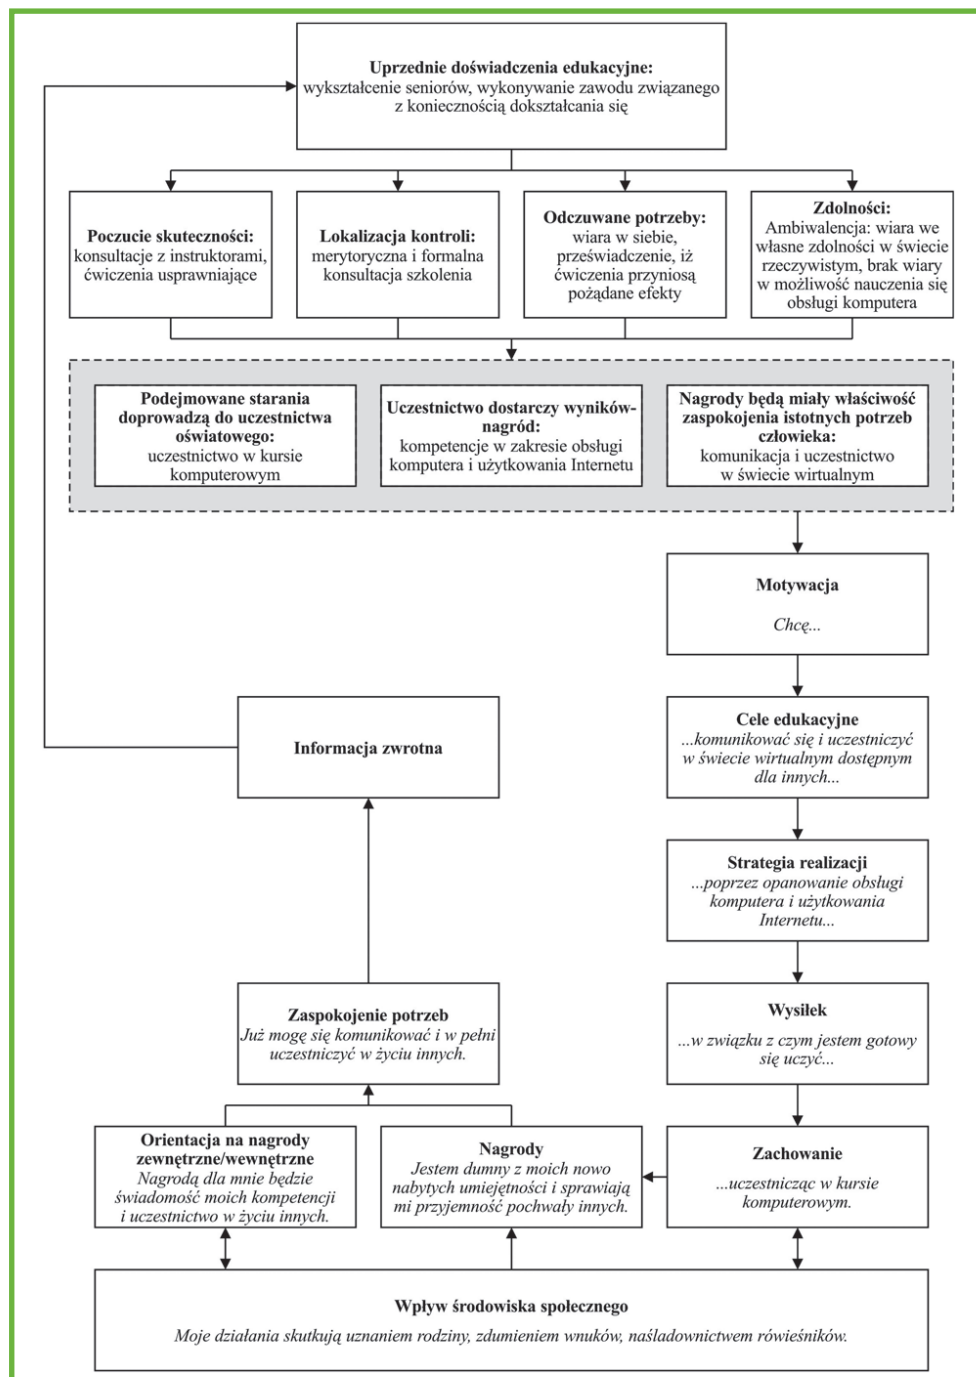 Uprzednie doświadczenia edukacyjne:
wykształcenie seniorów, wykonywanie zawodu związanego
z koniecznością dokształcania się
Poczucie skuteczności:
konsultacje z instruktorami,
ćwiczenia usprawniające
Lokalizacja kontroli:
merytoryczna i formalna
konsultacja szkolenia
Odczuwane potrzeby:
wiara w siebie,
przeświadczenie, iż
ćwiczenia przyniosą
pożądane efekty
Zdolności:
Ambiwalencja: wiara we
własne zdolności w świecie
rzeczywistym, brak wiary
w możliwość nauczenia się
obsługi komputera
Podejmowane starania
doprowadzą do uczestnictwa
oświatowego:
uczestnictwo w kursie
komputerowym
Uczestnictwo dostarczy wyników-
nagród:
kompetencje w zakresie obsługi
komputera i użytkowania Internetu
Nagrody będą miały właściwość
zaspokojenia istotnych potrzeb
człowieka:
komunikacja i uczestnictwo
w świecie wirtualnym
Motywacja
Chcę...
Cele edukacyjne
...komunikować się i uczestniczyć
w świecie wirtualnym dostępnym
dla innych...
Strategia realizacji
...poprzez opanowanie obsługi
komputera i użytkowania
Internetu...
Wysiłek
...w związku z czym jestem gotowy
się uczyć...
Zachowanie
...uczestnicząc w kursie
komputerowym.
Nagrody
Jestem dumny z moich nowo
nabytych umiejętności i sprawiają
mi przyjemność pochwały innych.
Orientacja na nagrody
zewnętrzne/wewnętrzne
Nagrodą dla mnie będzie
świadomość moich kompetencji
i uczestnictwo w życiu innych.
Zaspokojenie potrzeb
Już mogę się komunikować i w pełni
uczestniczyć w życiu innych.
Informacja zwrotna
Wpływ środowiska społecznego
Moje działania skutkują uznaniem rodziny, zdumieniem wnuków, naśladownictwem rówieśników.